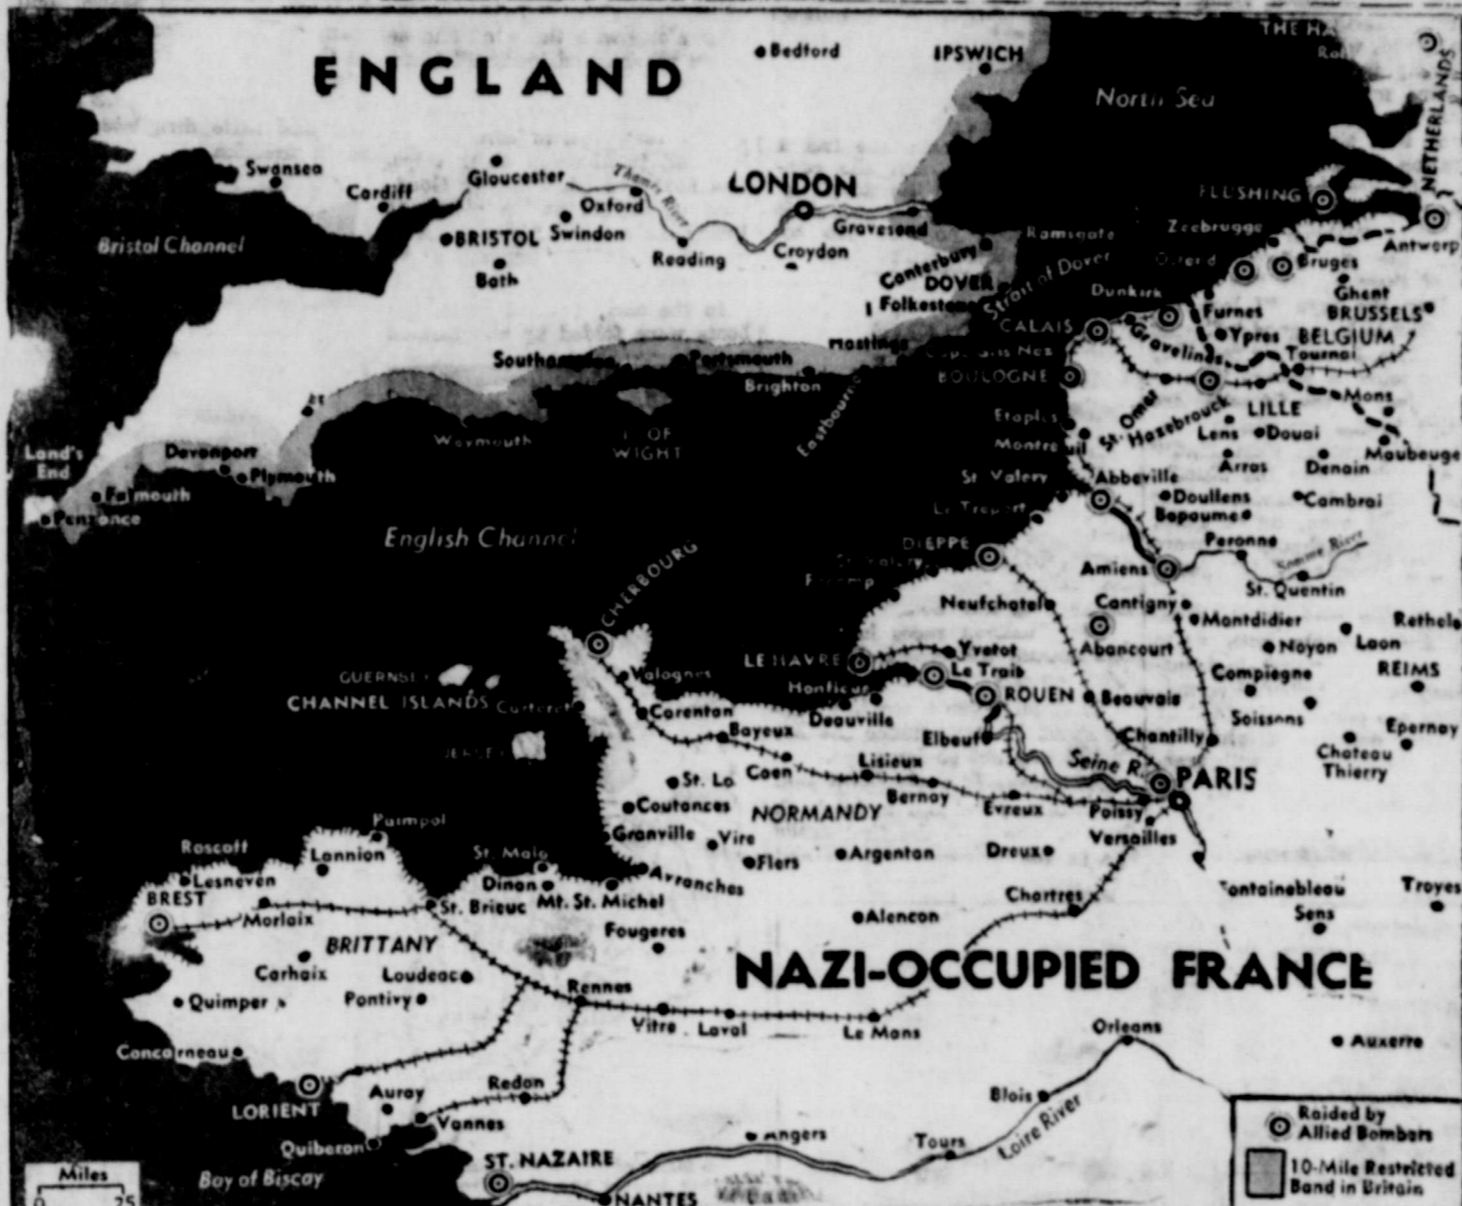 ENGLAND
Bedford
IPSWICH
North Sea
NETHERLANDS
Swansea
Cardiff
Gloucester
Thames River
Oxford
LONDON
Gravesend
FLUSHING
Zeebrugge
Antwerp
Bristol Channel
BRISTOL
Swindon
Bath
Reading
Croydon
Canterbury
Ramsgate
DOVER
Folkestone
Strait of Dover
Bruges
Ghent
BRUSSELS
Dunkirk
Furnes
Ypres
BELGIUM
CALAIS
Gravelines
Tournai
Southampton
Portsmouth
Hastings
Brighton
Eastbourne
BOULOGNE
St. Omer
Hazebrouck
LILLE
Mons
Weymouth
OF
WIGHT
Etaples
Montreuil
Lens
Douai
Maubeuge
Land's
End
Davenport
Plymouth
Falmouth
Penzance
Arras
Denain
St Valery
Abbeville
Doullens
Cambrai
Bapaume
Le Treport
English Channel
CHERBOURG
DIEPPE
Amiens
Peronne
Somme River
St. Quentin
Neufchatel
Cantigny
Montdidier
Abancourt
Noyon
Laon
Compiegne
REIMS
LE HAVRE
Yvetot
Le Trait
Honfleur
ROUEN
Beauvais
Soissons
Epernay
GUERNSEY
CHANNEL ISLANDS
Carteret
JERSEY
Valognes
Carentan
Bayeux
Deauville
Elbeuf
Chantilly
Chateau
Thierry
St. Lo
Caen
Lisieux
Seine R.
PARIS
Coutances
NORMANDY
Bernay
Evreux
Poissy
Versailles
Granville
Vire
Flers
Argentan
Dreux
Paimpol
Roscoff
Lannion
St. Malo
Lesneven
BREST
Dinan
Avranches
Morlaix
St. Brieuc
Mt. St. Michel
Chartres
Fontainebleau
Troyes
Sens
Alencon
Fougeres
BRITTANY
Carhaix
Loudeac
NAZI-OCCUPIED FRANCE
Quimper
Pontivy
Rennes
Vitre
Laval
Le Mans
Orleans
Auxerre
Concarneau
LORIENT
Auray
Redon
Vannes
Quiberon
Blois
Loire River
Angers
Tours
ST. NAZAIRE
NANTES
Bay of Biscay
Miles
0 25
Raided by
Allied Bombers
10-Mile Restricted
Band in Britain